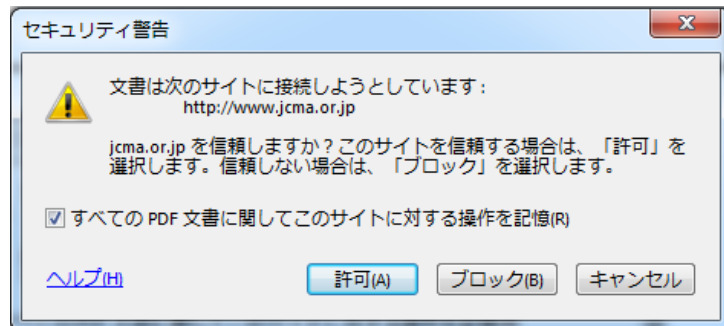 セキュリティ警告
文書は次のサイトに接続しようとしています:
http://www.jcma.or.jp
jcma.or.jp を信頼しますか?このサイトを信頼する場合は、「許可」を
選択します。信頼しない場合は、「ブロック」を選択します。
すべての PDF 文書に関してこのサイトに対する操作を記憶(R)
ヘルプ(H)
許可(A)
ブロック(B)
キャンセル